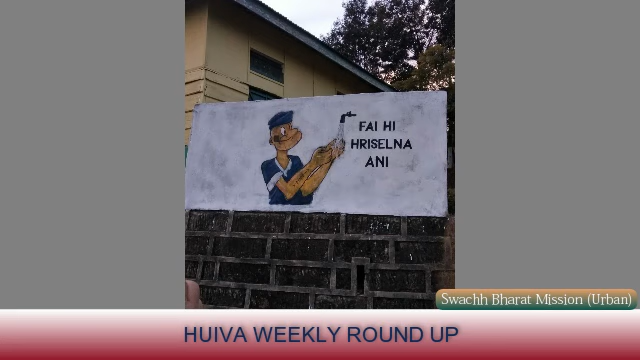 FAI HI
HRISELNA
ANI
Swachh Bharat Mission (Urban)
HUIVA WEEKLY ROUND UP